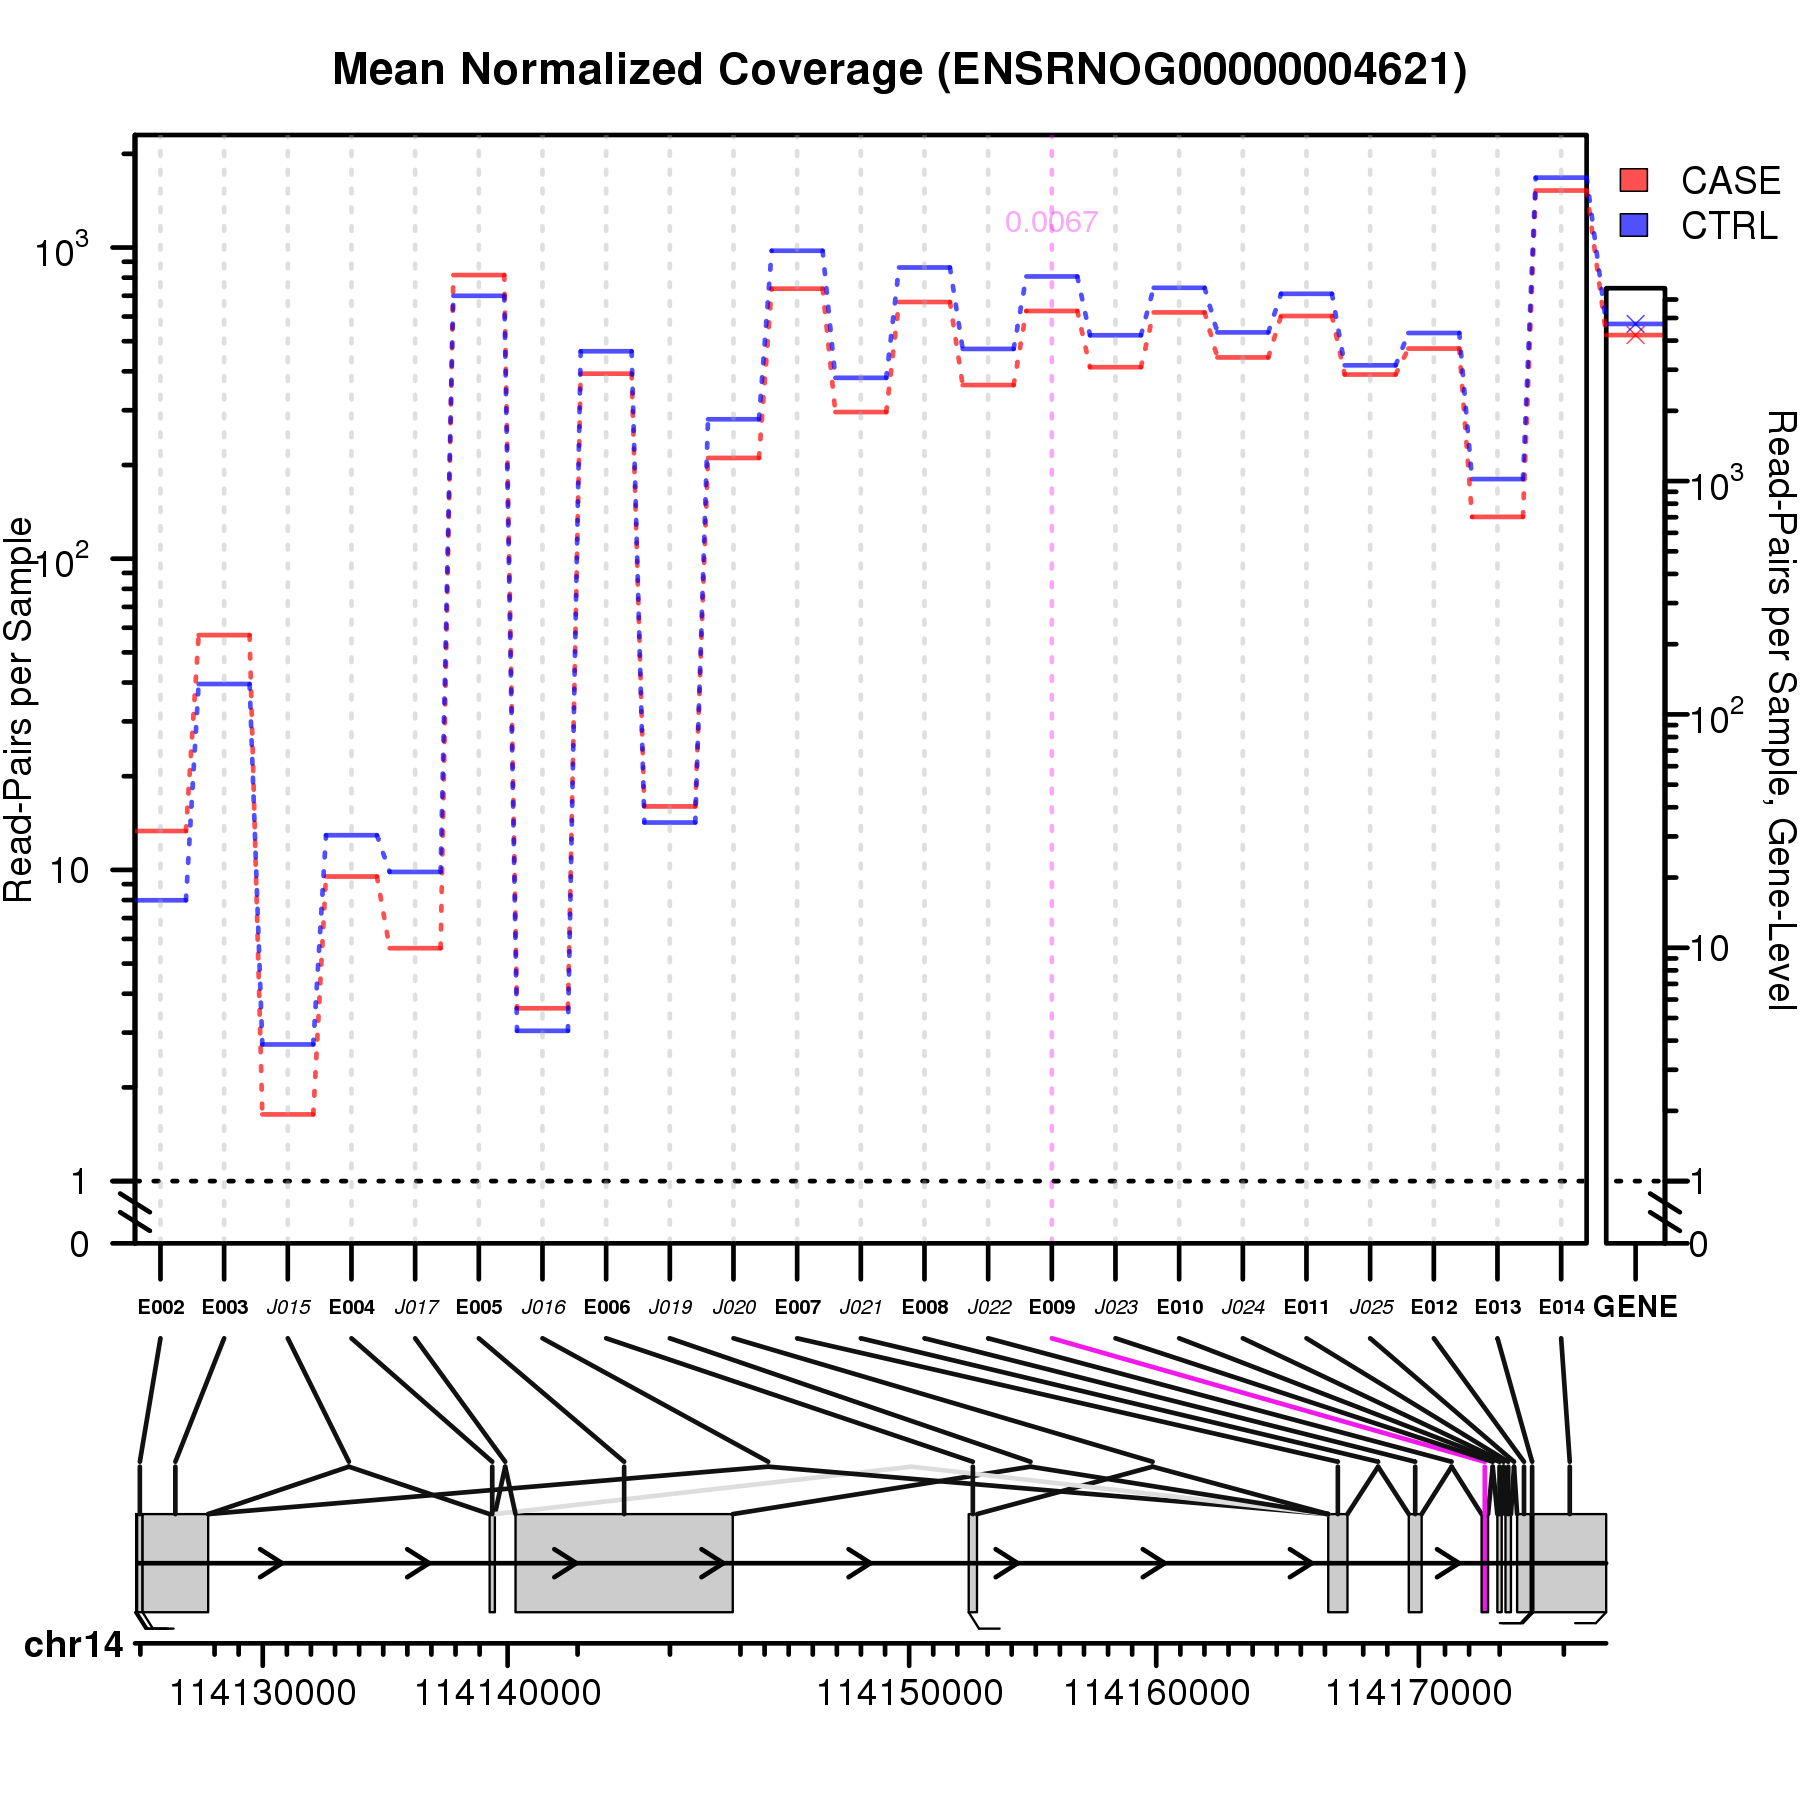 Mean Normalized Coverage (ENSRNOG00000004621)
CASE
CTRL
0.0067
10³
10²
10
1
0
Read-Pairs per Sample
10³
10²
10
1
0
Read-Pairs per Sample, Gene-Level
E002 E003 J015 E004 J017 E005 J016 E006 J019 J020 E007 J021 E008 J022 E009 J023 E010 J024 E011 J025 E012 E013 E014 GENE
chr14
114130000 114140000 114150000 114160000 114170000